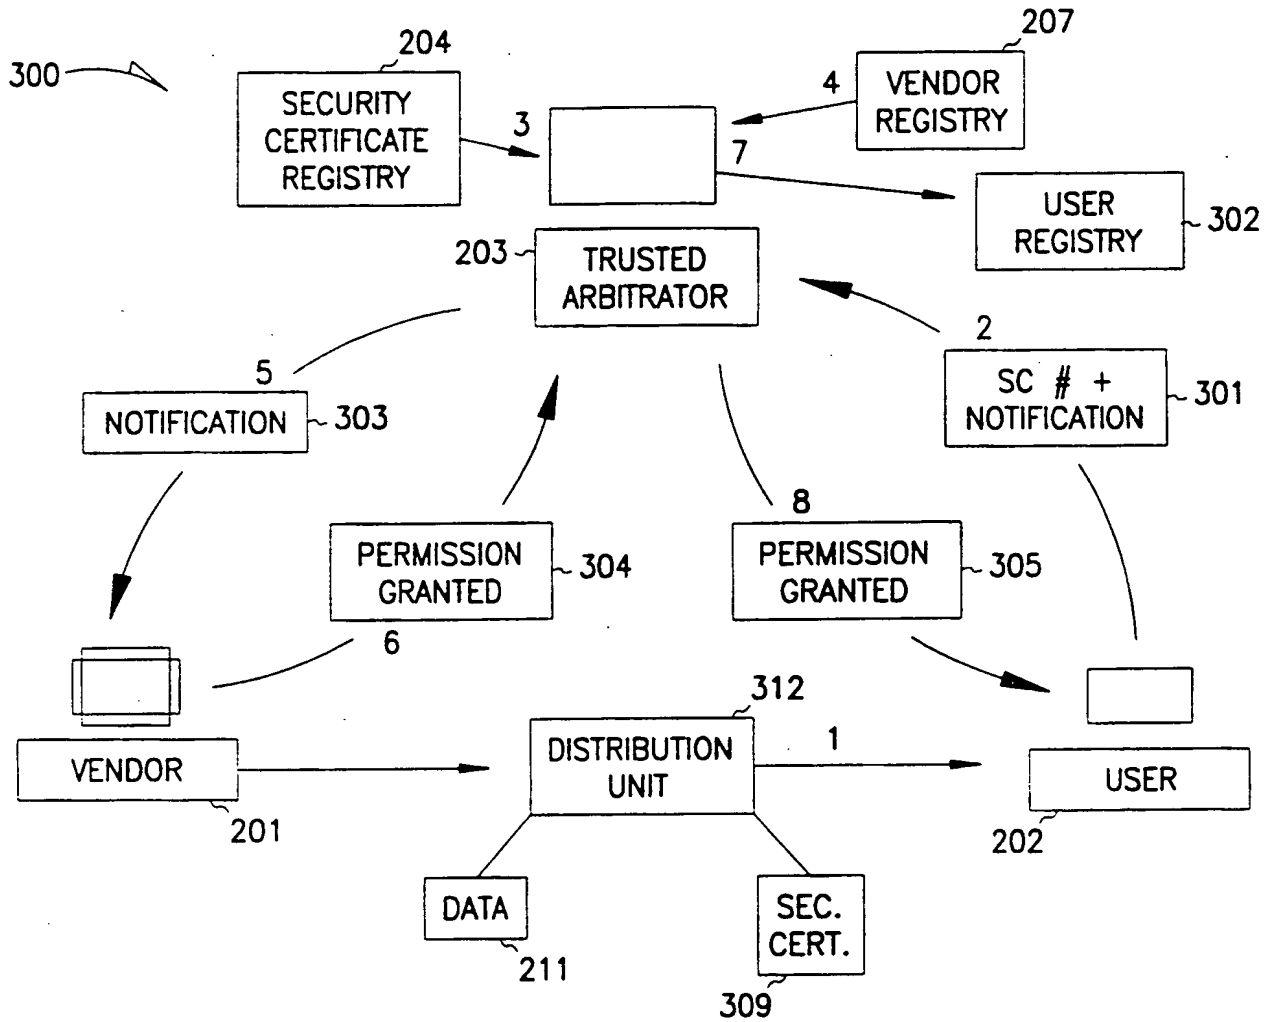 300
204
SECURITY
CERTIFICATE
REGISTRY
3
4
207
VENDOR
REGISTRY
7
USER
REGISTRY
302
203
TRUSTED
ARBITRATOR
2
SC # +
NOTIFICATION
301
5
NOTIFICATION
303
PERMISSION
GRANTED
304
6
8
PERMISSION
GRANTED
305
VENDOR
201
312
DISTRIBUTION
UNIT
1
USER
202
DATA
211
SEC.
CERT.
309